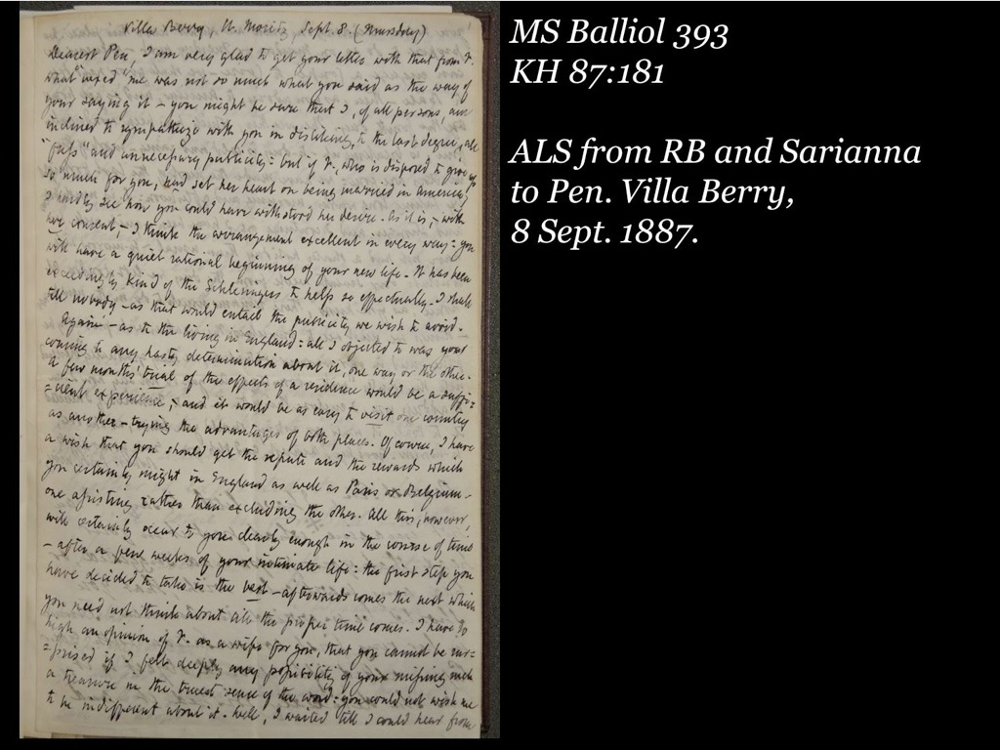 Villa Berry, St. Moritz, Sept. 8. (Thursday)
Dearest Pen, I am very glad to get your letter with that from F.
What "vexed" me was not so much what you said as the way of
your saying it – you might be sure that I, of all persons, am
inclined to sympathize with you in disliking, to the last degree, all
"fuss" and unnecessary publicity: but if F., who is disposed to give up
so much for you, had set her heart on being married in America,
I hardly see how you could have withstood her desire. As it is, – with
her consent, – I think the arrangement excellent in every way: you
will have a quiet rational beginning of your new life. It has been
exceedingly kind of the Schlesingers to help so effectually. I shall
tell nobody – as that would entail the publicity we wish to avoid.
Again – as to the living in England: all I objected to was your
coming to any hasty determination about it, one way or the other.
A few months' trial of the effects of a residence would be a suffi=
=cient experience, – and it would be as easy to visit one country
as another – trying the advantages of both places. Of course, I have
a wish that you should get the repute and the rewards which
you certainly might in England as well as Paris or Belgium –
one assisting rather than excluding the other. All this, however,
will certainly occur to you clearly enough in the course of time
– after a few weeks of your intimate life: the first step you
have decided to take is the best – afterwards comes the next which
you need not think about till the proper time comes. I have so
high an opinion of F. as a wife for you, that you cannot be sur=
=prised if I felt deeply any possibility of your missing such
a treasure in the truest sense of the word: you could not wish me
to be indifferent about it. Well, I waited till I could hear from
MS Balliol 393
KH 87:181
ALS from RB and Sarianna
to Pen. Villa Berry,
8 Sept. 1887.